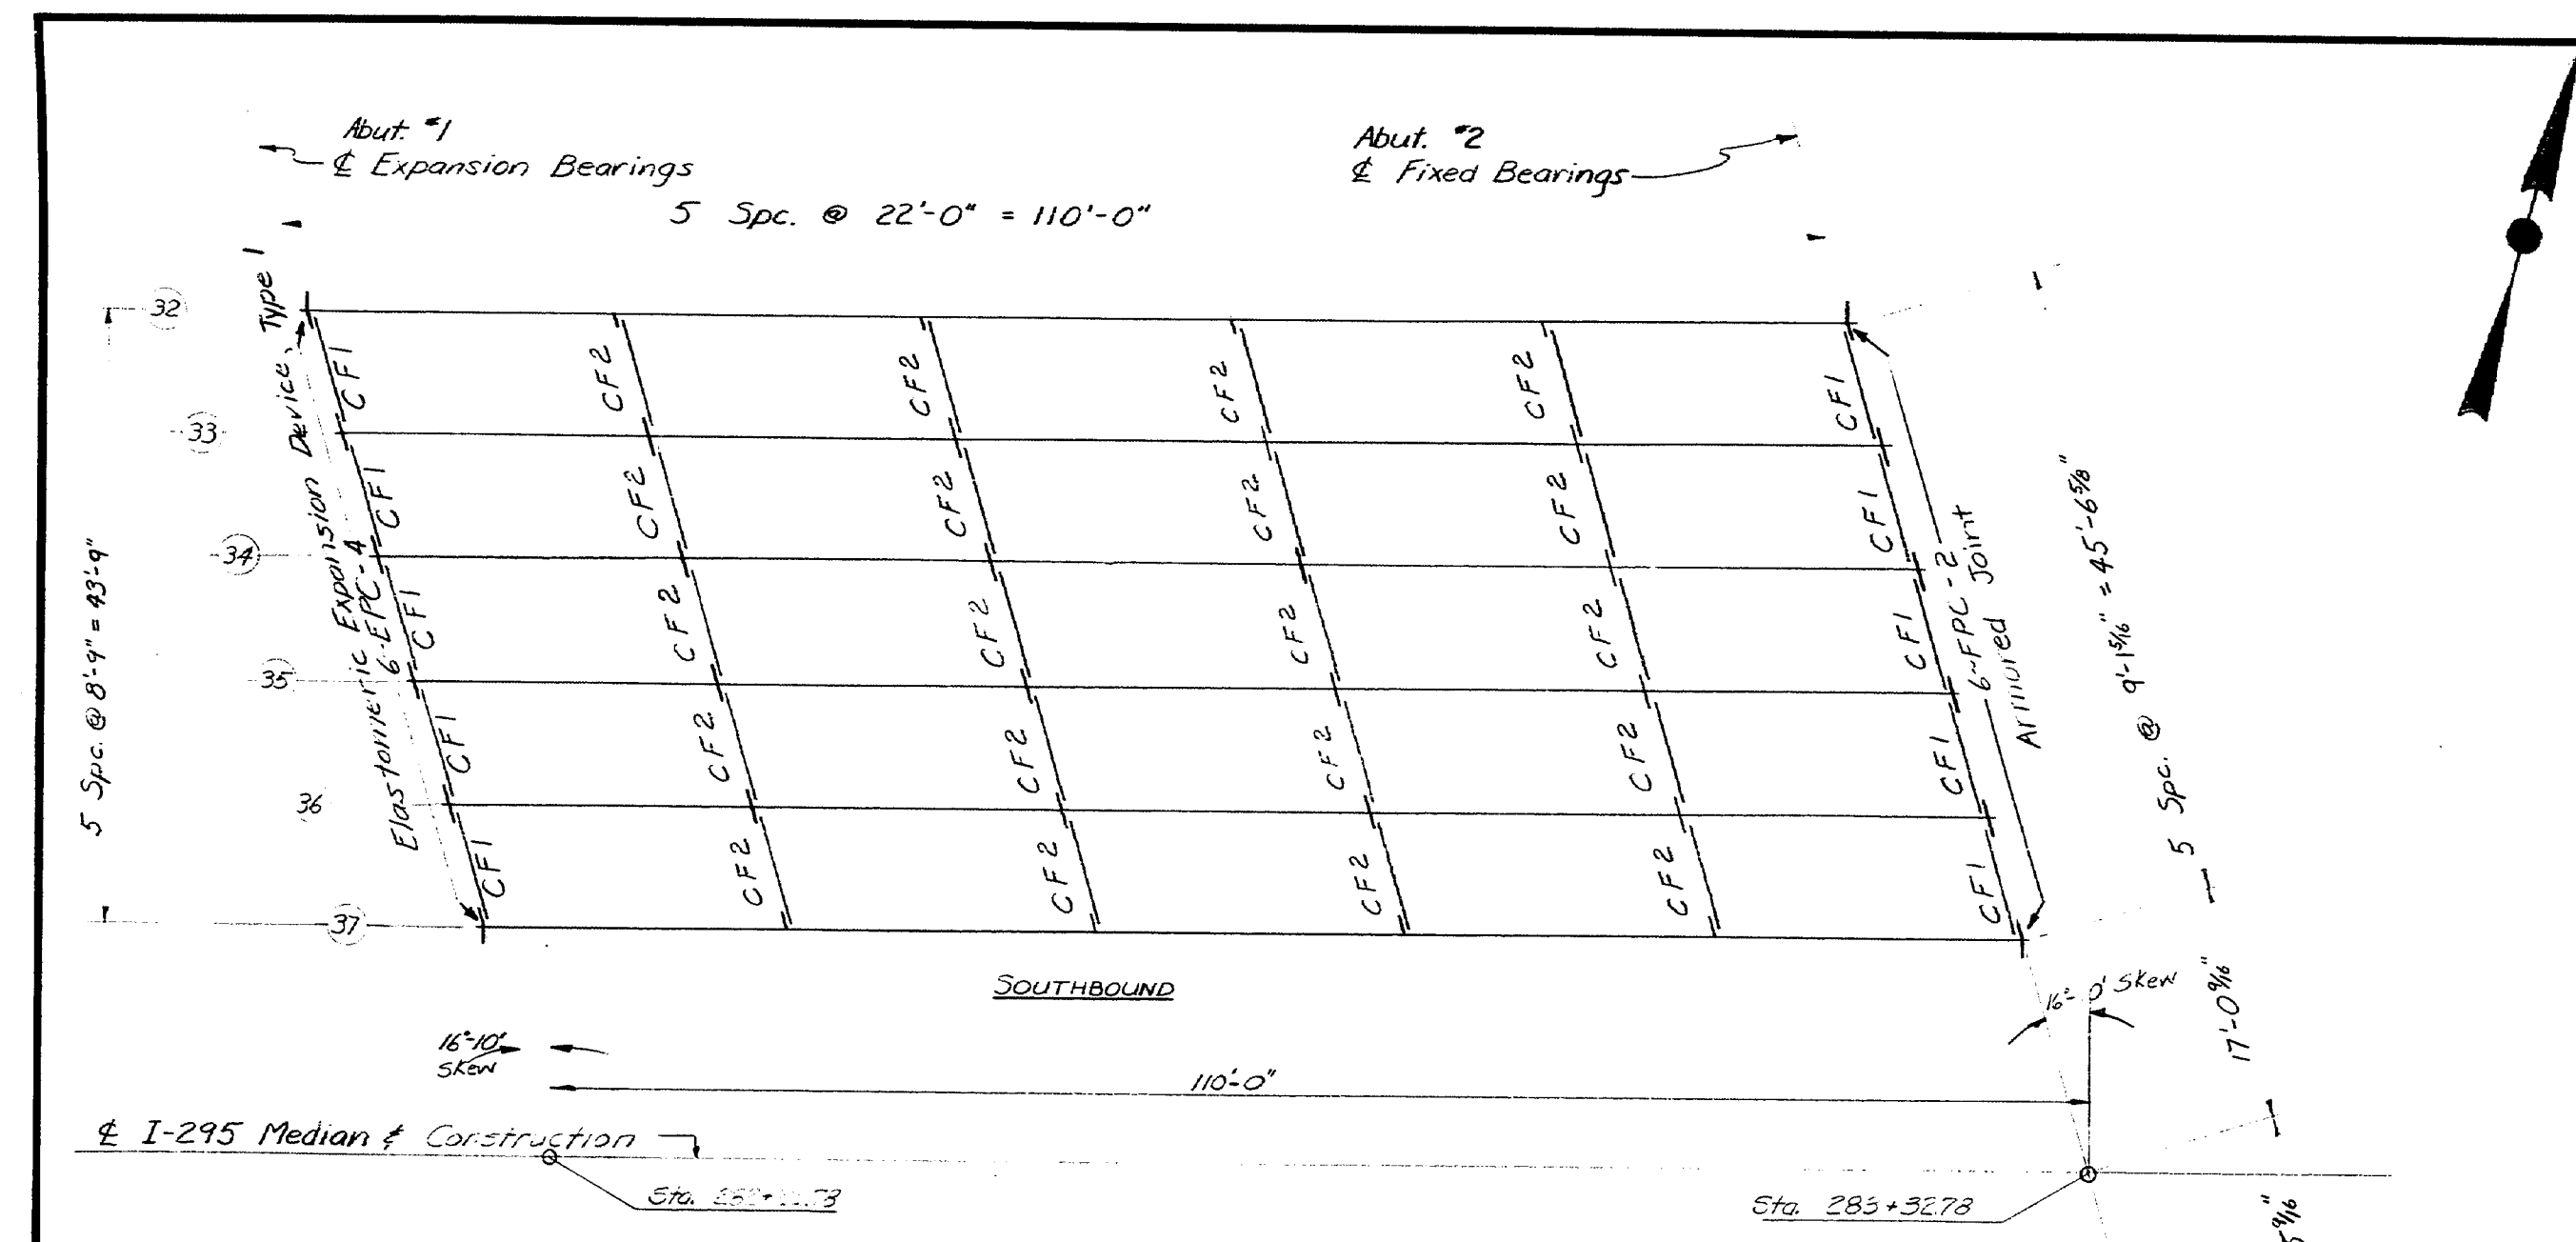 Abut. #1
℄ Expansion Bearings
Abut. #2
℄ Fixed Bearings
5 Spc. @ 22'-0" = 110'-0"
32
33
34
35
36
37
5 Spc. @ 8'-9" = 43'-9"
Elastomeric Expansion Device, Type 1
6-EPC-4
CF1 CF2 CF2 CF2 CF2 CF1
CF1 CF2 CF2 CF2 CF2 CF1
CF1 CF2 CF2 CF2 CF2 CF1
CF1 CF2 CF2 CF2 CF2 CF1
CF1 CF2 CF2 CF2 CF2 CF1
6~FPC-2
Armored Joint
5 Spc. @ 9'-1 5/16" = 45'-6 5/8"
17'-0 9/16"
SOUTHBOUND
16°-10'
Skew
16°-0' Skew
110'-0"
℄ I-295 Median & Construction
Sta.
Sta. 283+32.78